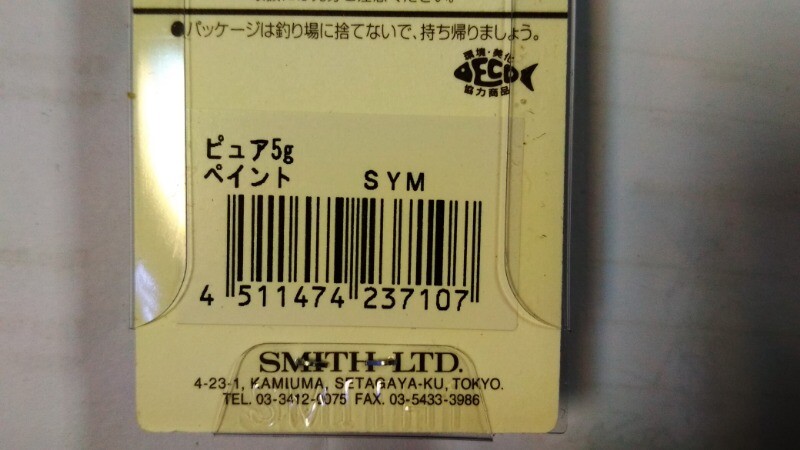 ●パッケージは釣り場に捨てないで、持ち帰りましょう。
環境・美化
ECO
協力商品
ピュア5g
ペイント SYM
4 511474 237107
SMITH LTD.
4-23-1, KAMIUMA, SETAGAYA-KU, TOKYO.
TEL. 03-3412-0075 FAX. 03-5433-3986